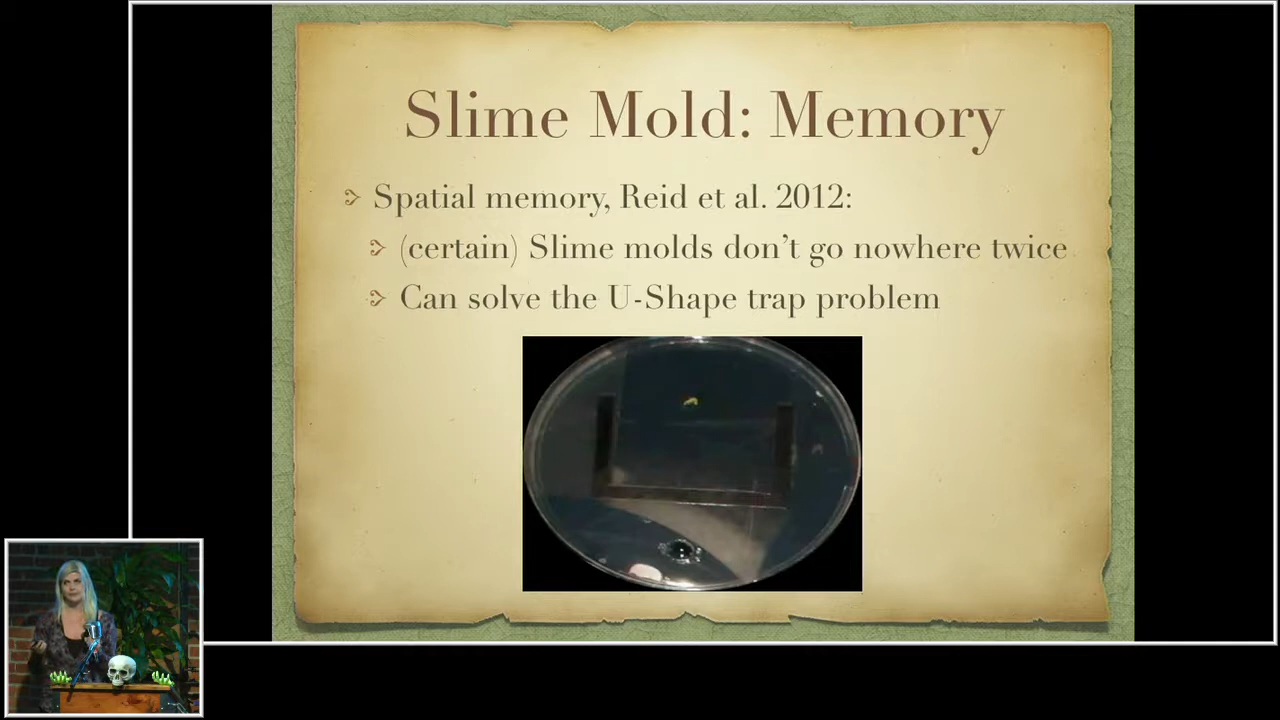 Slime Mold: Memory
Spatial memory, Reid et al. 2012:
(certain) Slime molds don't go nowhere twice
Can solve the U-Shape trap problem